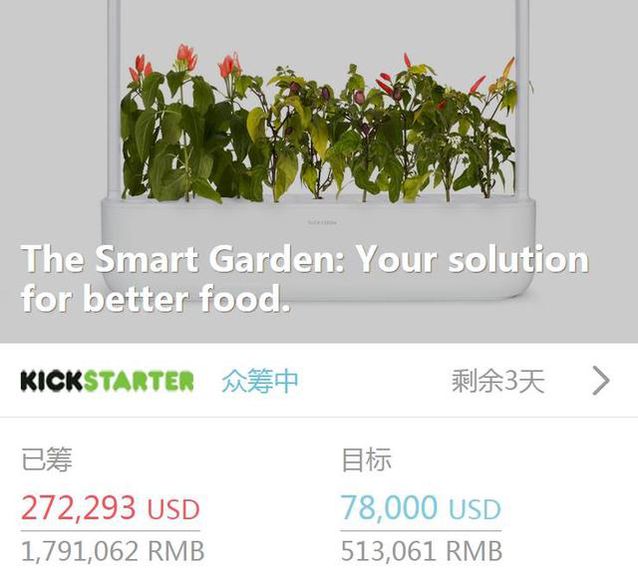 The Smart Garden: Your solution
for better food.
KICKSTARTER 众筹中 剩余3天
已筹 目标
272,293 USD 78,000 USD
1,791,062 RMB 513,061 RMB